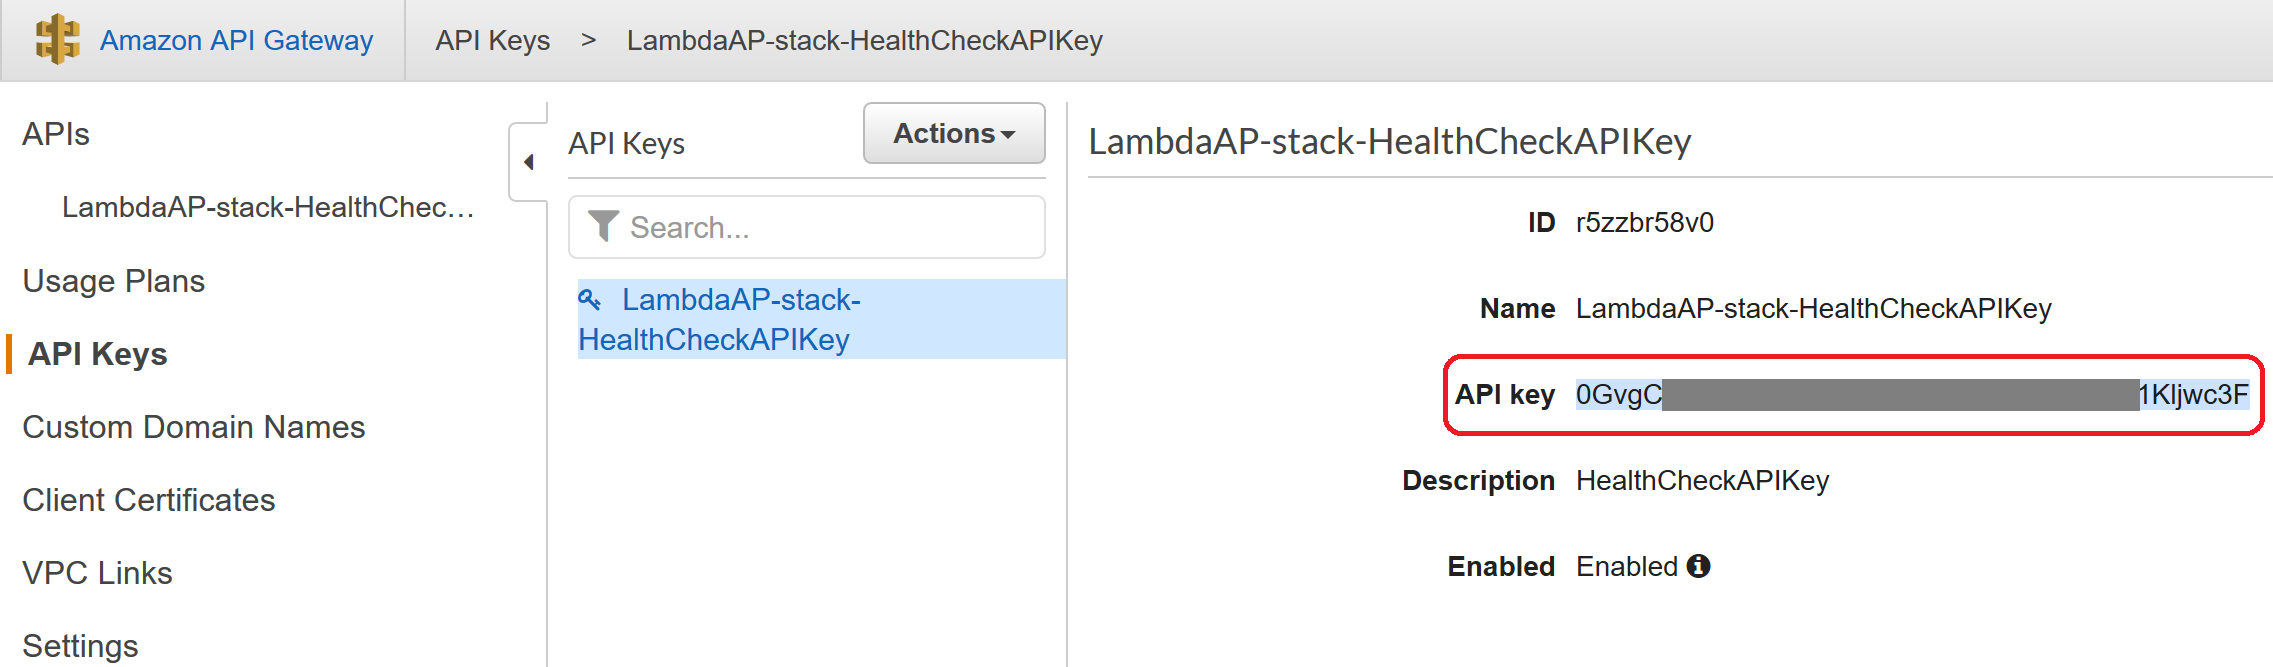 Amazon API Gateway
API Keys > LambdaAP-stack-HealthCheckAPIKey
APIs
LambdaAP-stack-HealthChec...
Usage Plans
API Keys
Custom Domain Names
Client Certificates
VPC Links
Settings
API Keys
Actions
Search...
LambdaAP-stack-
HealthCheckAPIKey
LambdaAP-stack-HealthCheckAPIKey
ID r5zzbr58v0
Name LambdaAP-stack-HealthCheckAPIKey
API key 0GvgC 1Kljwc3F
Description HealthCheckAPIKey
Enabled Enabled